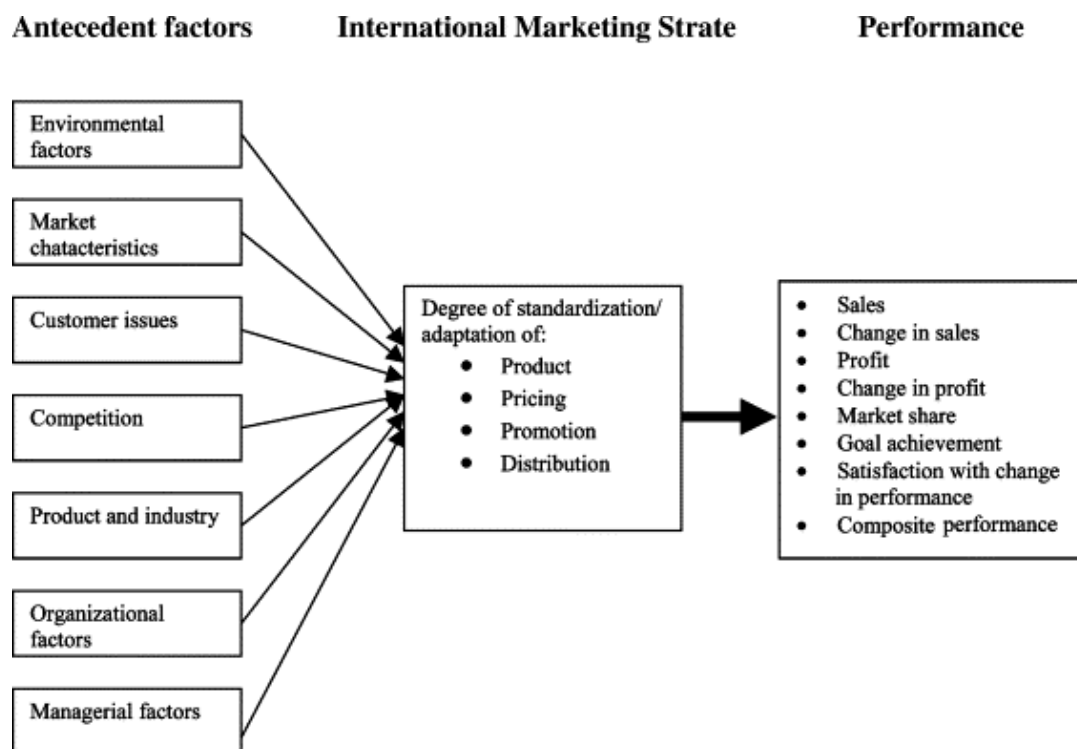 Antecedent factors
International Marketing Strate
Performance
Environmental
factors
Market
chatacteristics
Customer issues
Competition
Product and industry
Organizational
factors
Managerial factors
Degree of standardization/
adaptation of:
• Product
• Pricing
• Promotion
• Distribution
• Sales
• Change in sales
• Profit
• Change in profit
• Market share
• Goal achievement
• Satisfaction with change
in performance
• Composite performance